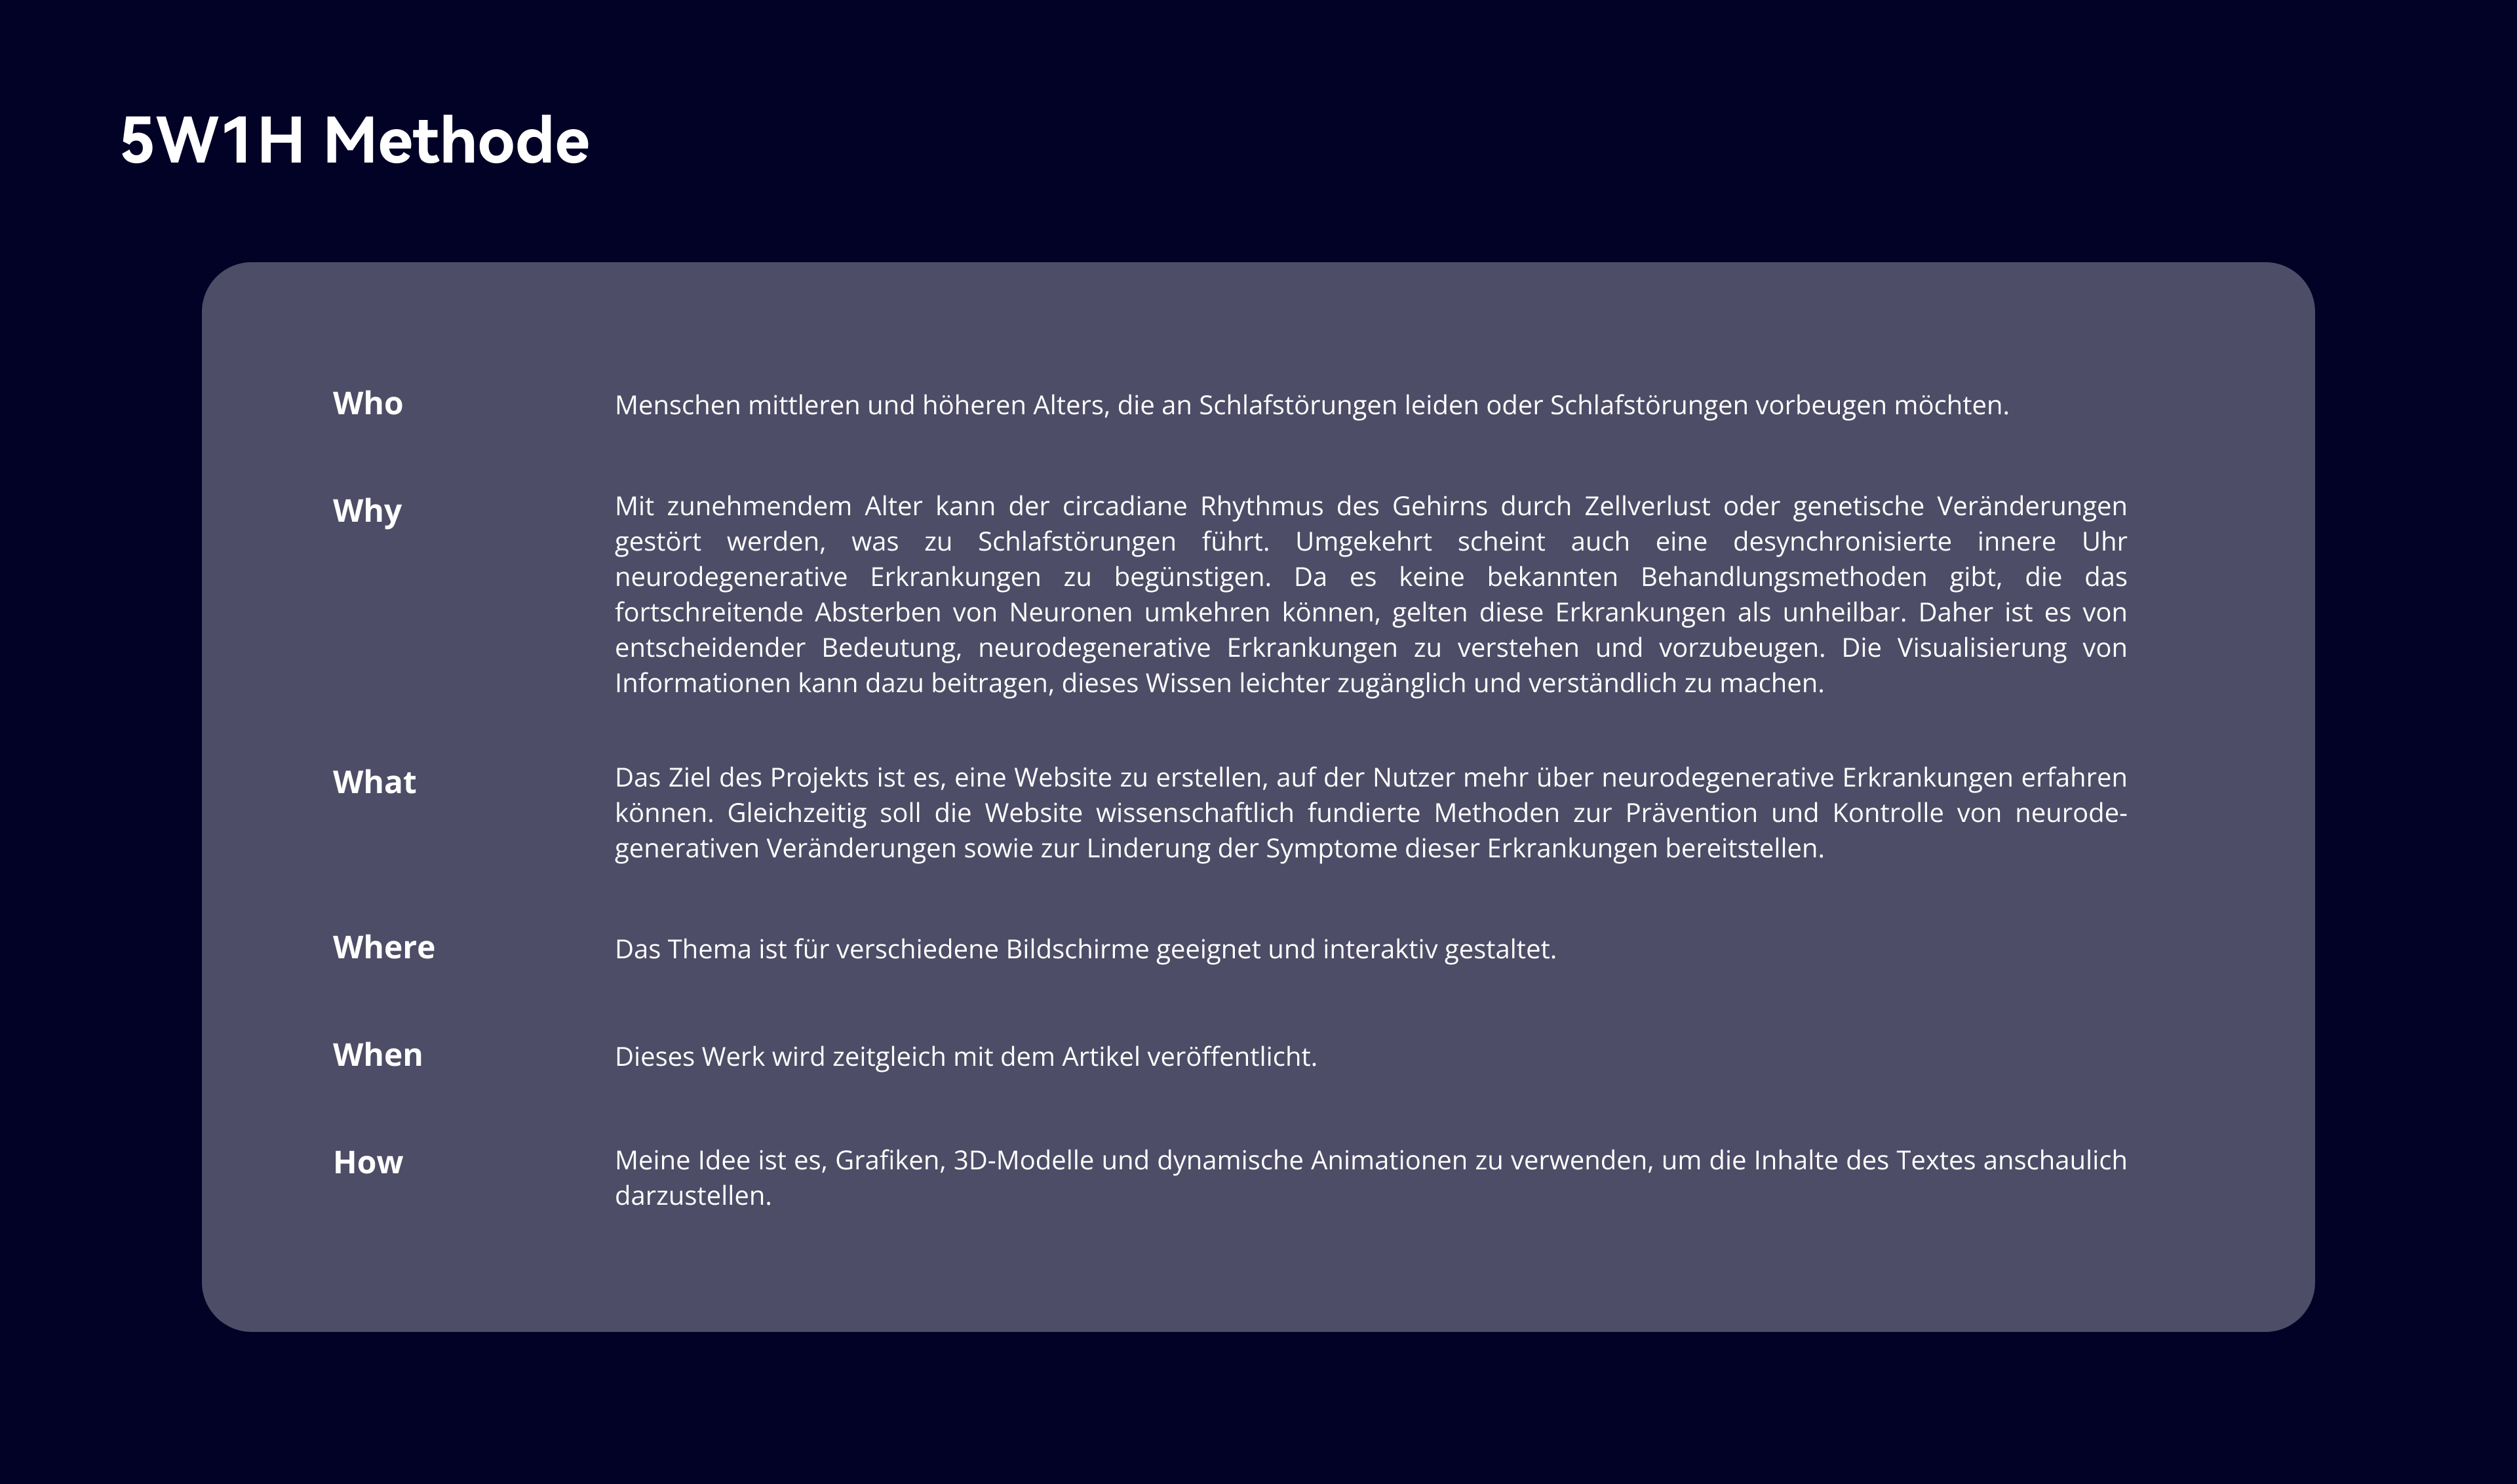 5W1H Methode
Who
Menschen mittleren und höheren Alters, die an Schlafstörungen leiden oder Schlafstörungen vorbeugen möchten.
Why
Mit zunehmendem Alter kann der circadiane Rhythmus des Gehirns durch Zellverlust oder genetische Veränderungen
gestört werden, was zu Schlafstörungen führt. Umgekehrt scheint auch eine desynchronisierte innere Uhr
neurodegenerative Erkrankungen zu begünstigen. Da es keine bekannten Behandlungsmethoden gibt, die das
fortschreitende Absterben von Neuronen umkehren können, gelten diese Erkrankungen als unheilbar. Daher ist es von
entscheidender Bedeutung, neurodegenerative Erkrankungen zu verstehen und vorzubeugen. Die Visualisierung von
Informationen kann dazu beitragen, dieses Wissen leichter zugänglich und verständlich zu machen.
What
Das Ziel des Projekts ist es, eine Website zu erstellen, auf der Nutzer mehr über neurodegenerative Erkrankungen erfahren
können. Gleichzeitig soll die Website wissenschaftlich fundierte Methoden zur Prävention und Kontrolle von neurode-
generativen Veränderungen sowie zur Linderung der Symptome dieser Erkrankungen bereitstellen.
Where
Das Thema ist für verschiedene Bildschirme geeignet und interaktiv gestaltet.
When
Dieses Werk wird zeitgleich mit dem Artikel veröffentlicht.
How
Meine Idee ist es, Grafiken, 3D-Modelle und dynamische Animationen zu verwenden, um die Inhalte des Textes anschaulich
darzustellen.